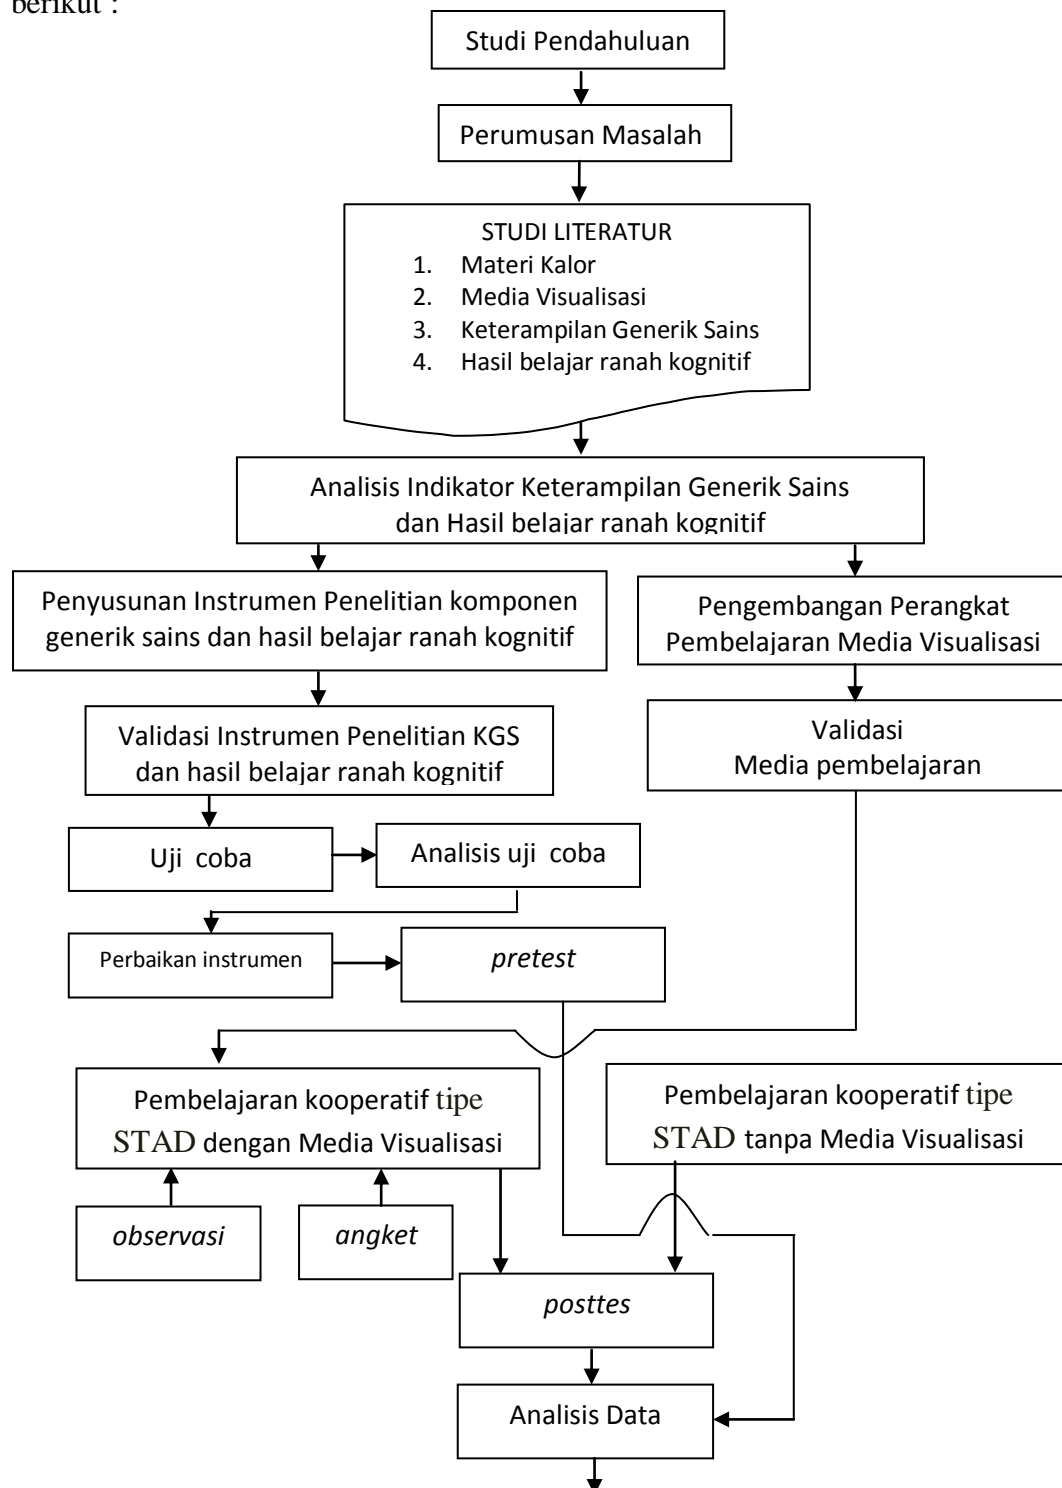 berikut :
Studi Pendahuluan
Perumusan Masalah
STUDI LITERATUR
1. Materi Kalor
2. Media Visualisasi
3. Keterampilan Generik Sains
4. Hasil belajar ranah kognitif
Analisis Indikator Keterampilan Generik Sains
dan Hasil belajar ranah kognitif
Penyusunan Instrumen Penelitian komponen
generik sains dan hasil belajar ranah kognitif
Pengembangan Perangkat
Pembelajaran Media Visualisasi
Validasi Instrumen Penelitian KGS
dan hasil belajar ranah kognitif
Validasi
Media pembelajaran
Uji coba
Analisis uji coba
Perbaikan instrumen
pretest
Pembelajaran kooperatif tipe
STAD dengan Media Visualisasi
Pembelajaran kooperatif tipe
STAD tanpa Media Visualisasi
observasi
angket
posttes
Analisis Data